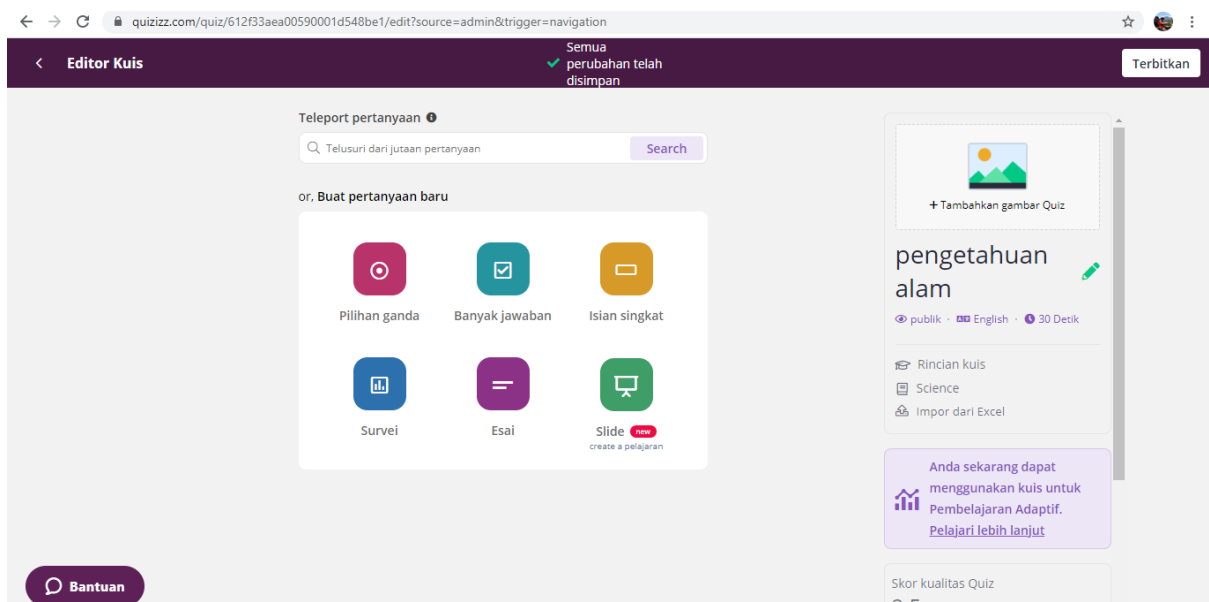 quizizz.com/quiz/612f33aea00590001d548be1/edit?source=admin&trigger=navigation
Editor Kuis
Semua
perubahan telah
disimpan
Terbitkan
Teleport pertanyaan
Telusuri dari jutaan pertanyaan
Search
or, Buat pertanyaan baru
Pilihan ganda
Banyak jawaban
Isian singkat
Survei
Esai
Slide new
create a pelajaran
+ Tambahkan gambar Quiz
pengetahuan
alam
publik · English · 30 Detik
Rincian kuis
Science
Impor dari Excel
Anda sekarang dapat
menggunakan kuis untuk
Pembelajaran Adaptif.
Pelajari lebih lanjut
Skor kualitas Quiz
Bantuan